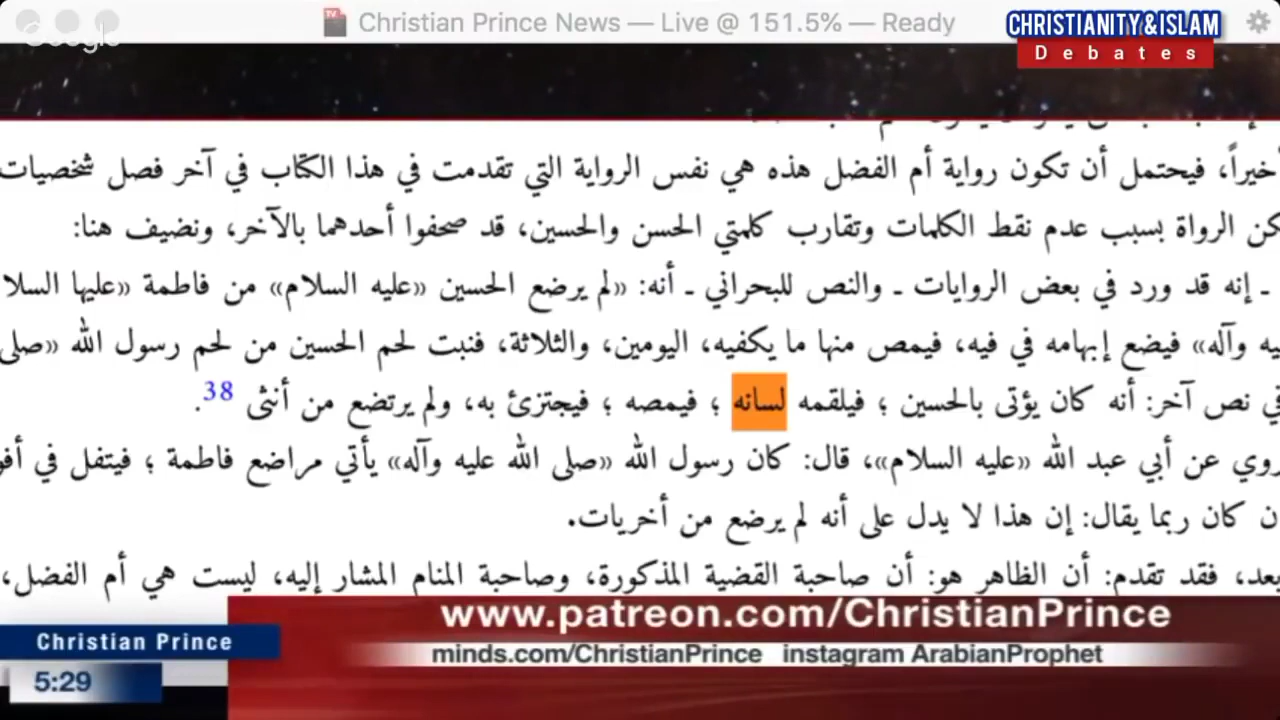 Christian Prince News — Live @ 151.5% — Ready
CHRISTIANITY & ISLAM
Debates
Google
خيراً، فيحتمل أن تكون رواية أم الفضل هذه هي نفس الرواية التي تقدمت في هذا الكتاب في آخر فصل شخصيات
كن الرواة بسبب عدم نقط الكلمات وتقارب كلمتي الحسن والحسين، قد صحفوا أحدهما بالآخر، ونضيف هنا:
ـ إنه قد ورد في بعض الروايات ـ والنص للبحراني ـ أنه: «لم يرضع الحسين «عليه السلام» من فاطمة «عليها السلا
يه وآله» فيضع إبهامه في فيه، فيمص منها ما يكفيه، اليومين، والثلاثة، فنبت لحم الحسين من لحم رسول الله «صلى
في نص آخر: أنه كان يؤتى بالحسين ؛ فيلقمه لسانه ؛ فيمصه ؛ فيجتزئ به، ولم يرتضع من أنثى 38.
روي عن أبي عبد الله «عليه السلام»، قال: كان رسول الله «صلى الله عليه وآله» يأتي مراضع فاطمة ؛ فيتفل في أفو
ن كان ربما يقال: إن هذا لا يدل على أنه لم يرضع من أخريات.
بعد، فقد تقدم: أن الظاهر هو: أن صاحبة القضية المذكورة، وصاحبة المنام المشار إليه، ليست هي أم الفضل،
www.patreon.com/ChristianPrince
Christian Prince
minds.com/ChristianPrince instagram ArabianProphet
5:29